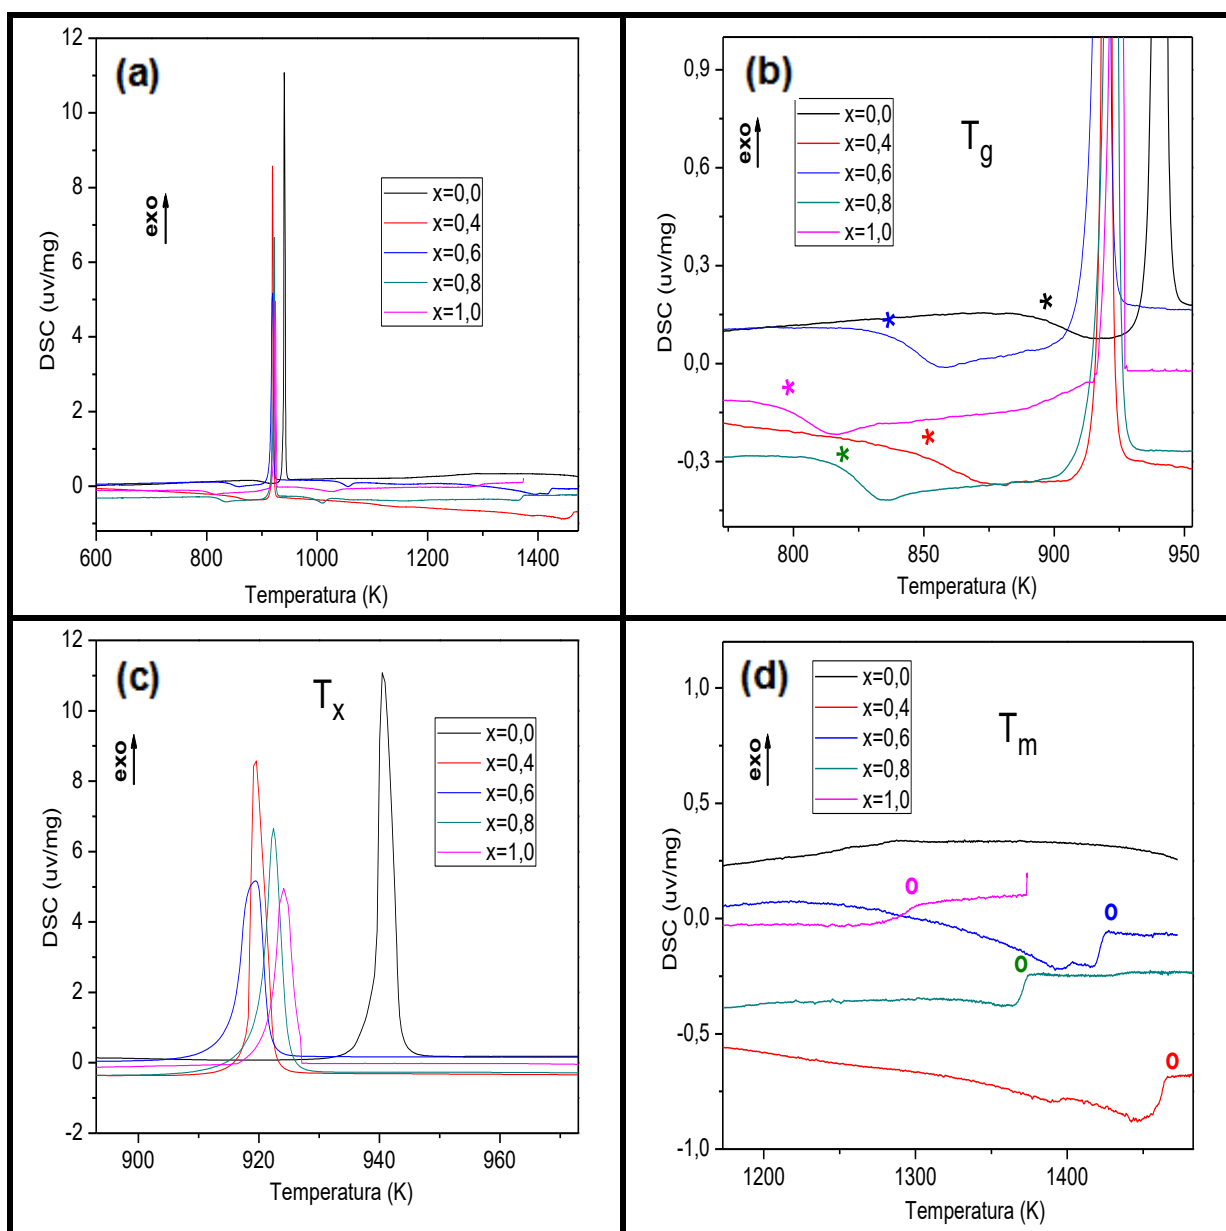 (a)
12
10
8
6
4
2
0
DSC (uv/mg)
exo
x=0,0
x=0,4
x=0,6
x=0,8
x=1,0
600
800
1000
1200
1400
Temperatura (K)
(b)
0,9
0,6
0,3
0,0
-0,3
DSC (uv/mg)
exo
x=0,0
x=0,4
x=0,6
x=0,8
x=1,0
Tg
*
*
*
*
*
800
850
900
950
Temperatura (K)
(c)
12
10
8
6
4
2
0
-2
DSC (uv/mg)
exo
Tx
x=0,0
x=0,4
x=0,6
x=0,8
x=1,0
900
920
940
960
Temperatura (K)
(d)
1,0
0,5
0,0
-0,5
-1,0
DSC (uv/mg)
exo
x=0,0
x=0,4
x=0,6
x=0,8
x=1,0
Tm
o
o
o
o
1200
1300
1400
Temperatura (K)